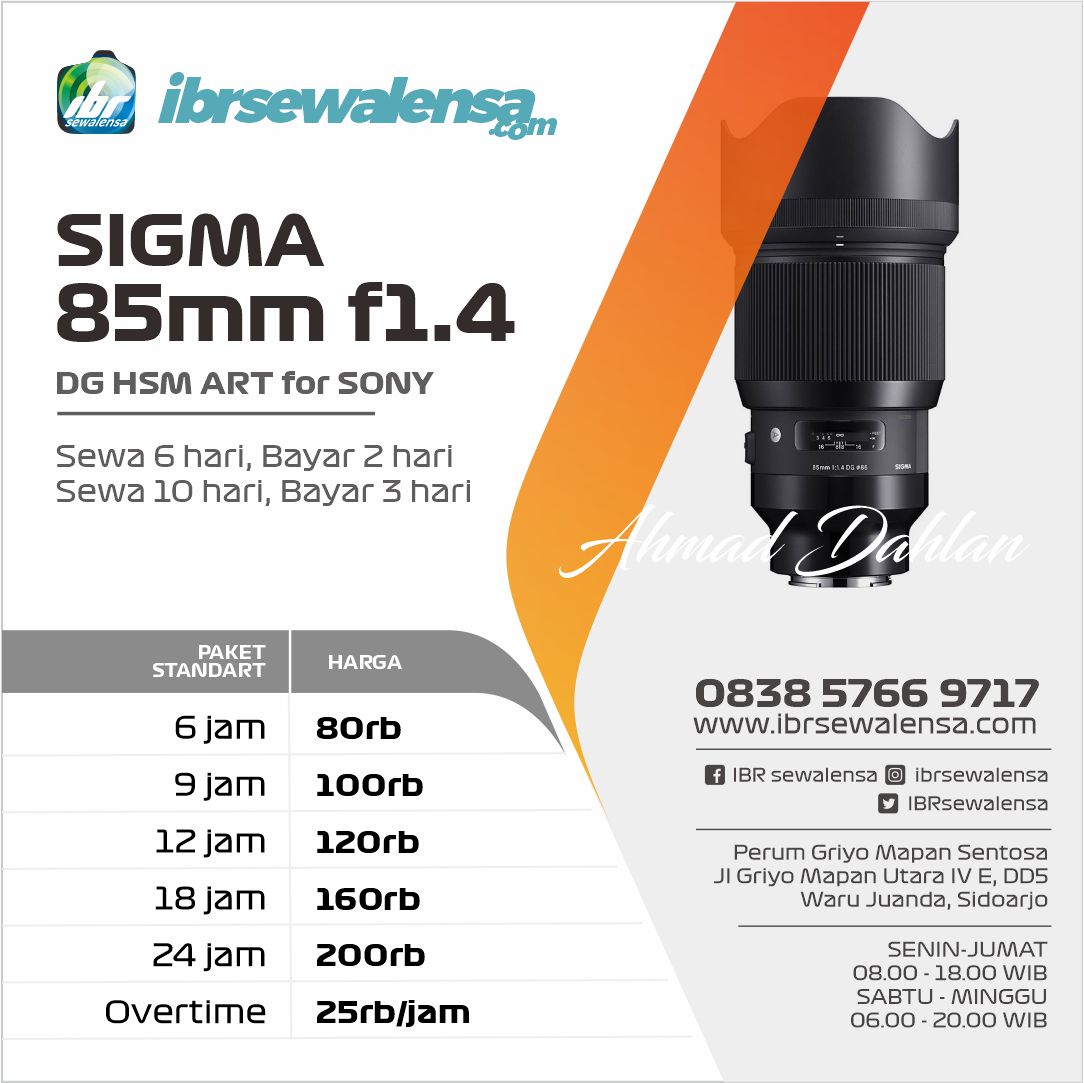 ibr
sewalensa
ibrsewalensa
.com
SIGMA
85mm f1.4
DG HSM ART for SONY
Sewa 6 hari, Bayar 2 hari
Sewa 10 hari, Bayar 3 hari
85mm 1:1.4 DG ø86 SIGMA
Ahmad Dahlan
PAKET STANDART HARGA
6 jam 80rb
9 jam 100rb
12 jam 120rb
18 jam 160rb
24 jam 200rb
Overtime 25rb/jam
0838 5766 9717
www.ibrsewalensa.com
IBR sewalensa ibrsewalensa
IBRsewalensa
Perum Griyo Mapan Sentosa
Jl Griyo Mapan Utara IV E, DD5
Waru Juanda, Sidoarjo
SENIN-JUMAT
08.00 - 18.00 WIB
SABTU - MINGGU
06.00 - 20.00 WIB